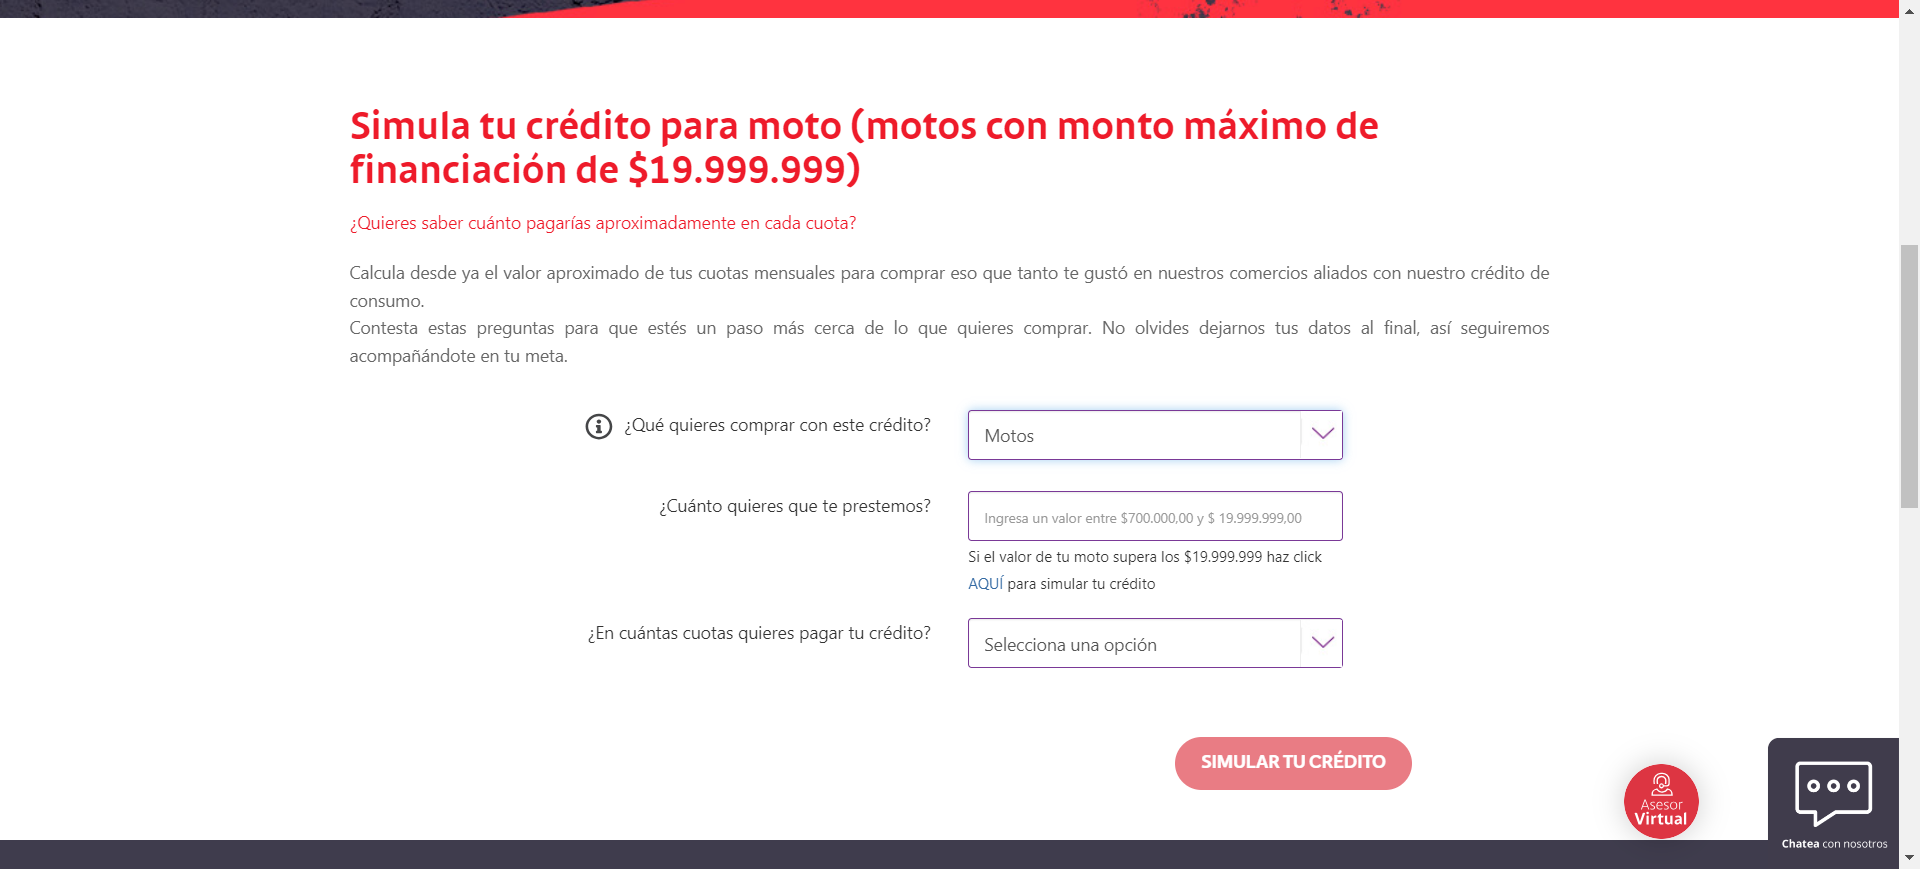 Simula tu crédito para moto (motos con monto máximo de
financiación de $19.999.999)
¿Quieres saber cuánto pagarías aproximadamente en cada cuota?
Calcula desde ya el valor aproximado de tus cuotas mensuales para comprar eso que tanto te gustó en nuestros comercios aliados con nuestro crédito de
consumo.
Contesta estas preguntas para que estés un paso más cerca de lo que quieres comprar. No olvides dejarnos tus datos al final, así seguiremos
acompañándote en tu meta.
¿Qué quieres comprar con este crédito?
Motos
¿Cuánto quieres que te prestemos?
Ingresa un valor entre $700.000,00 y $ 19.999.999,00
Si el valor de tu moto supera los $19.999.999 haz click
AQUÍ para simular tu crédito
¿En cuántas cuotas quieres pagar tu crédito?
Selecciona una opción
SIMULAR TU CRÉDITO
Asesor
Virtual
Chatea con nosotros